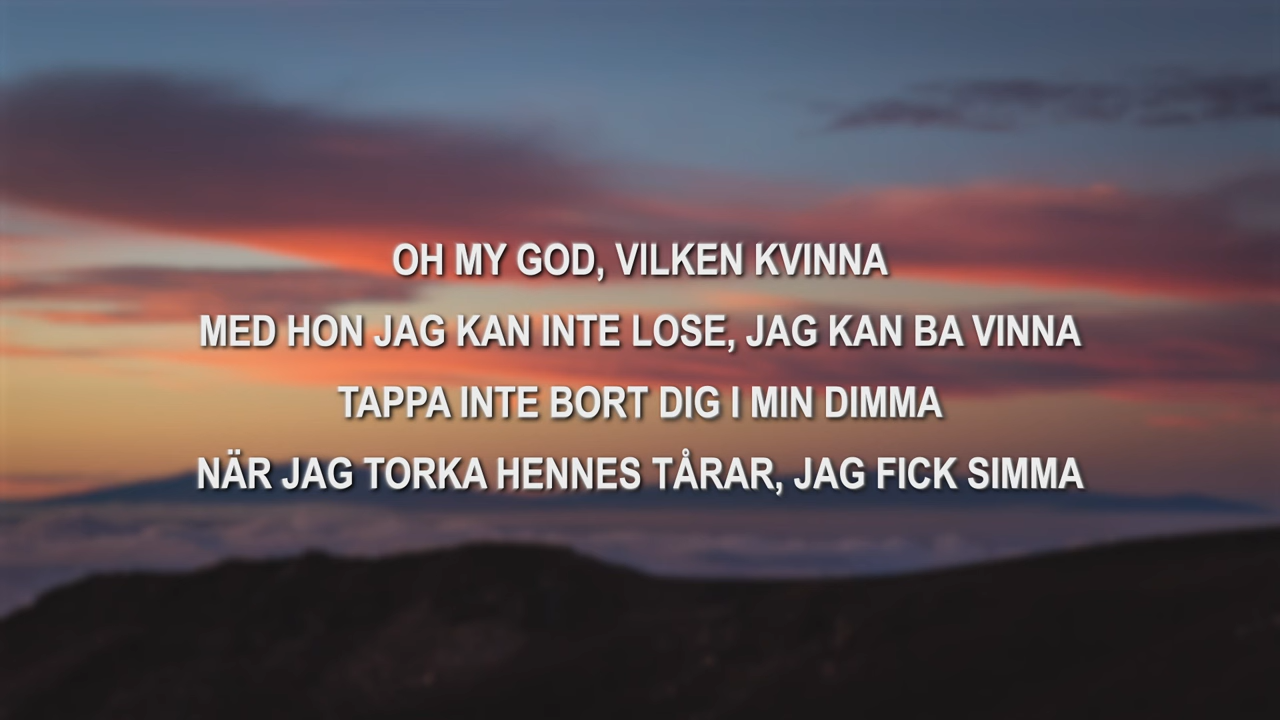 OH MY GOD, VILKEN KVINNA
MED HON JAG KAN INTE LOSE, JAG KAN BA VINNA
TAPPA INTE BORT DIG I MIN DIMMA
NÄR JAG TORKA HENNES TÅRAR, JAG FICK SIMMA